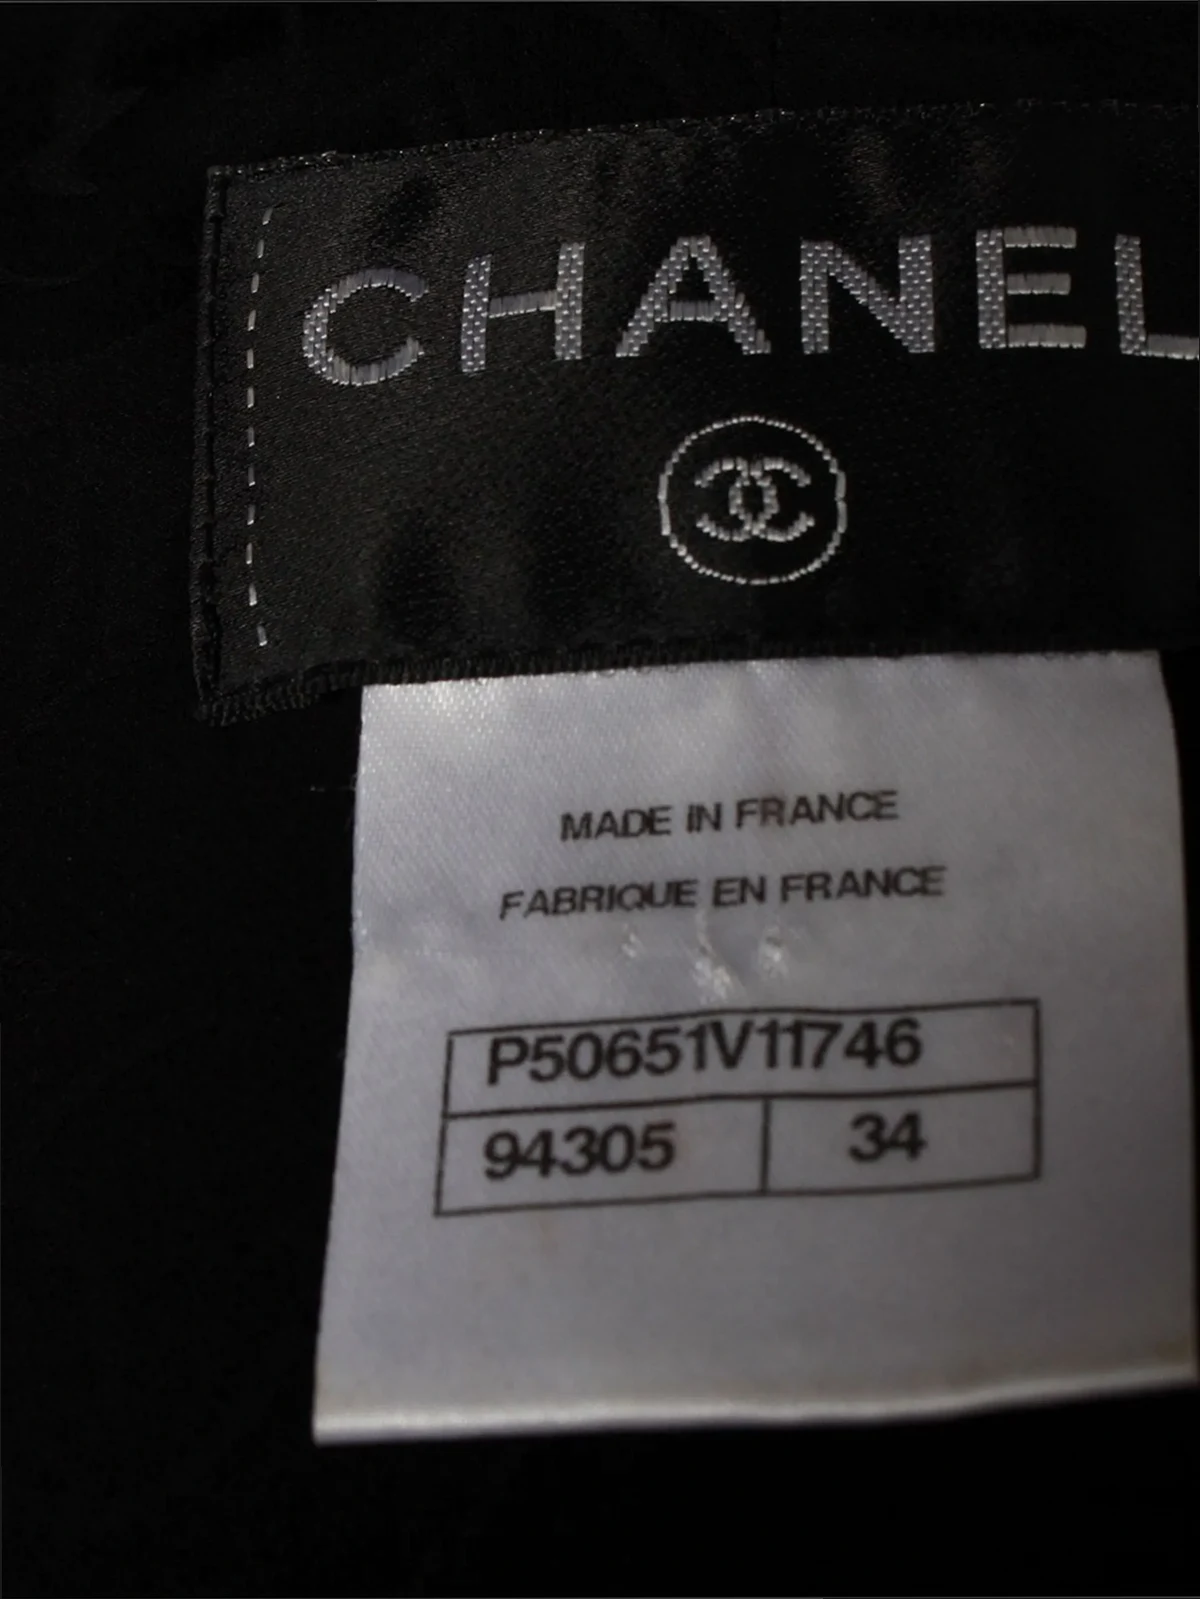 CHANEL
MADE IN FRANCE
FABRIQUE EN FRANCE
P50651V11746
94305 34